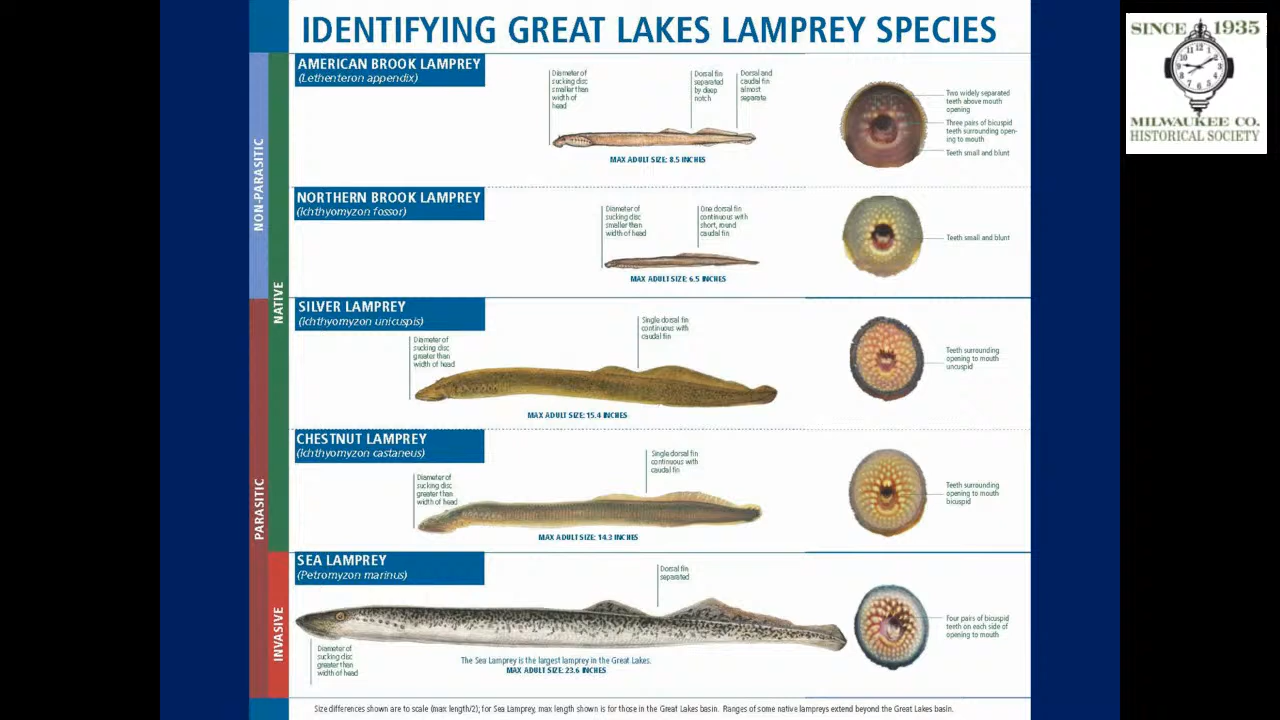 IDENTIFYING GREAT LAKES LAMPREY SPECIES
SINCE 1935
MILWAUKEE CO.
HISTORICAL SOCIETY
NON-PARASITIC
PARASITIC
NATIVE
INVASIVE
AMERICAN BROOK LAMPREY
(Lethenteron appendix)
Diameter of
sucking disc
smaller than
width of
head
Dorsal fin
separated
by deep
notch
Dorsal and
caudal fin
almost
separate
MAX ADULT SIZE: 8.5 INCHES
Two widely separated
teeth above mouth
opening
Three pairs of bicuspid
teeth surrounding open-
ing to mouth
Teeth small and blunt
NORTHERN BROOK LAMPREY
(Ichthyomyzon fossor)
Diameter of
sucking disc
smaller than
width of head
One dorsal fin
continuous with
short, round
caudal fin
MAX ADULT SIZE: 6.5 INCHES
Teeth small and blunt
SILVER LAMPREY
(Ichthyomyzon unicuspis)
Diameter of
sucking disc
greater than
width of head
Single dorsal fin
continuous with
caudal fin
MAX ADULT SIZE: 15.4 INCHES
Teeth surrounding
opening to mouth
uncuspid
CHESTNUT LAMPREY
(Ichthyomyzon castaneus)
Diameter of
sucking disc
greater than
width of head
Single dorsal fin
continuous with
caudal fin
MAX ADULT SIZE: 14.3 INCHES
Teeth surrounding
opening to mouth
bicuspid
SEA LAMPREY
(Petromyzon marinus)
Dorsal fin
separated
Diameter of
sucking disc
greater than
width of head
The Sea Lamprey is the largest lamprey in the Great Lakes.
MAX ADULT SIZE: 23.6 INCHES
Four pairs of bicuspid
teeth on each side of
opening to mouth
Size differences shown are to scale (max length/2); for Sea Lamprey, max length shown is for those in the Great Lakes basin. Ranges of some native lampreys extend beyond the Great Lakes basin.